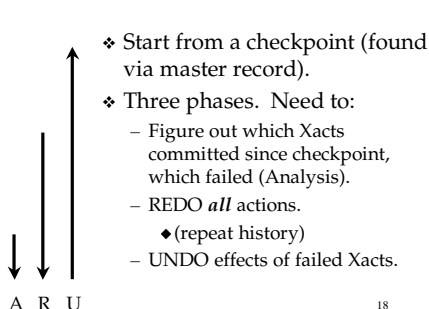 ❖ Start from a checkpoint (found
via master record).
❖ Three phases. Need to:
– Figure out which Xacts
committed since checkpoint,
which failed (Analysis).
– REDO all actions.
◆(repeat history)
– UNDO effects of failed Xacts.
A R U
18